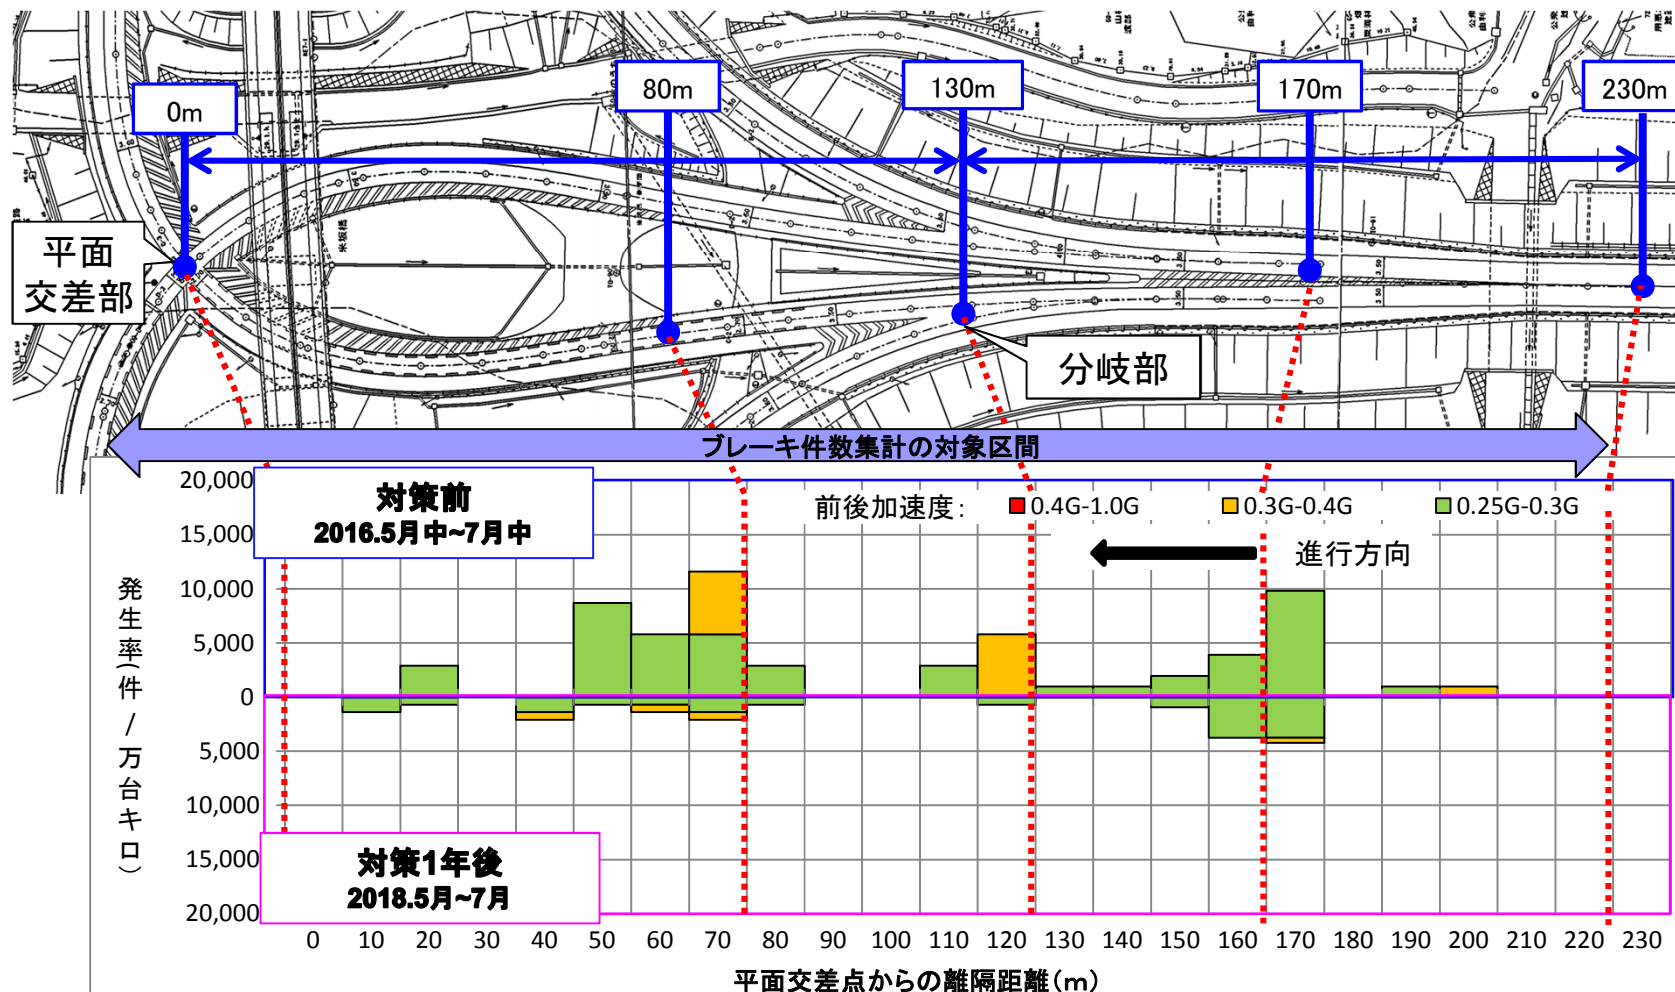 0m
80m
130m
170m
230m
平面
交差部
米坂橋
分岐部
ブレーキ件数集計の対象区間
対策前
2016.5月中~7月中
前後加速度:
0.4G-1.0G
0.3G-0.4G
0.25G-0.3G
進行方向
発生率(件/万台キロ)
20,000
15,000
10,000
5,000
0
5,000
10,000
15,000
20,000
対策1年後
2018.5月~7月
0 10 20 30 40 50 60 70 80 90 100 110 120 130 140 150 160 170 180 190 200 210 220 230
平面交差点からの離隔距離(m)